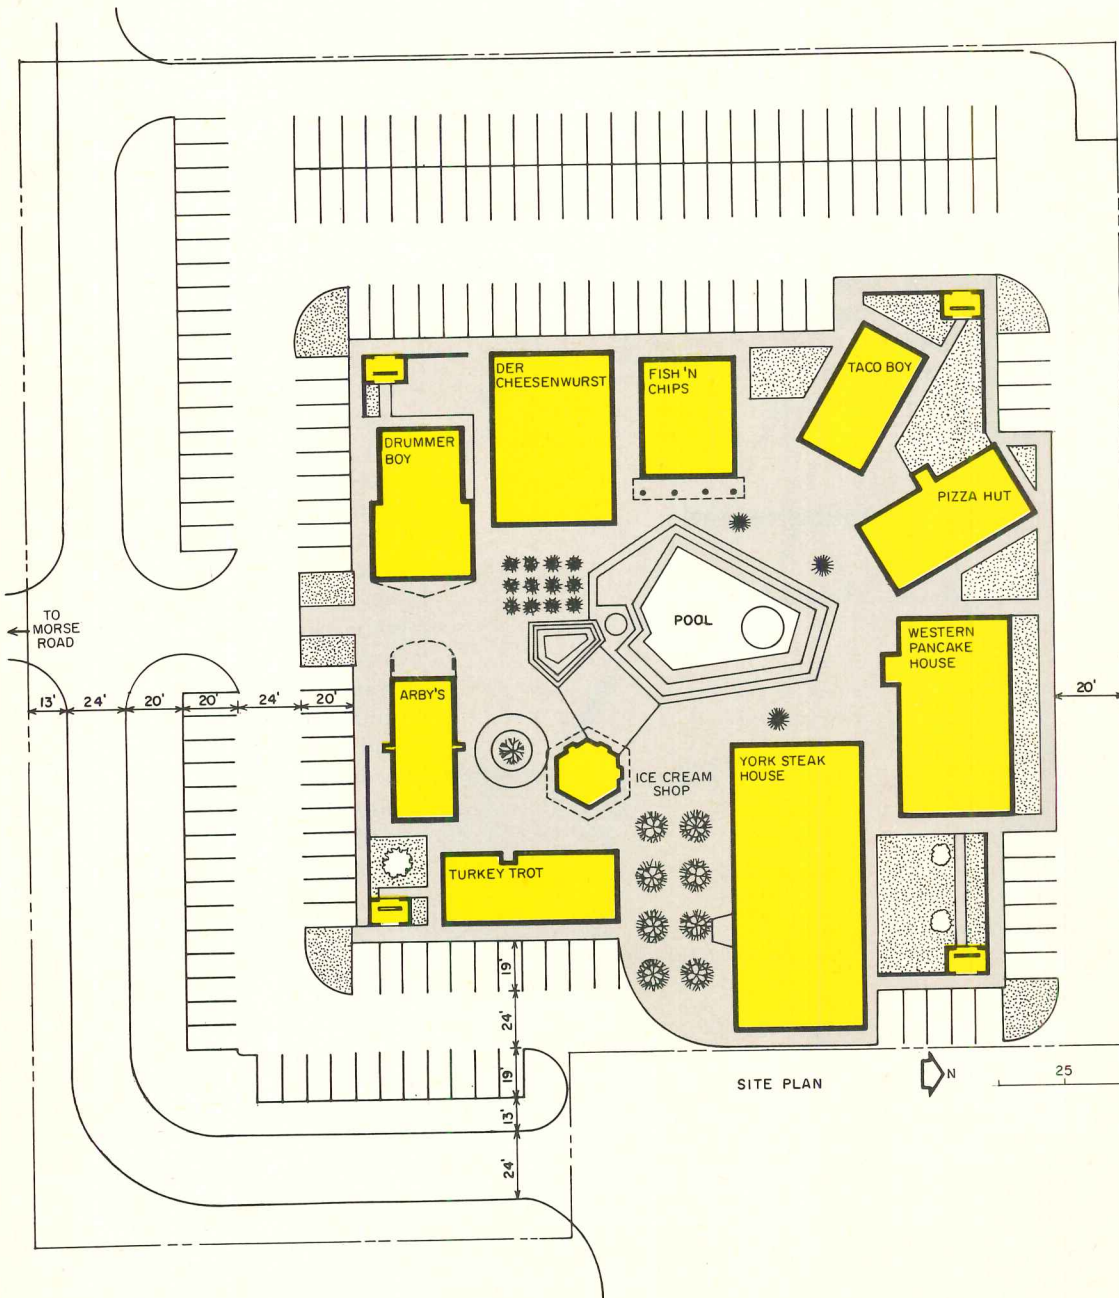 DER
CHEESENWURST
FISH 'N
CHIPS
TACO BOY
DRUMMER
BOY
PIZZA HUT
TO
MORSE
ROAD
POOL
WESTERN
PANCAKE
HOUSE
13'
24'
20'
20'
24'
20'
ARBY'S
20'
YORK STEAK
HOUSE
ICE CREAM
SHOP
TURKEY TROT
19'
24'
19'
13'
24'
SITE PLAN
N
25